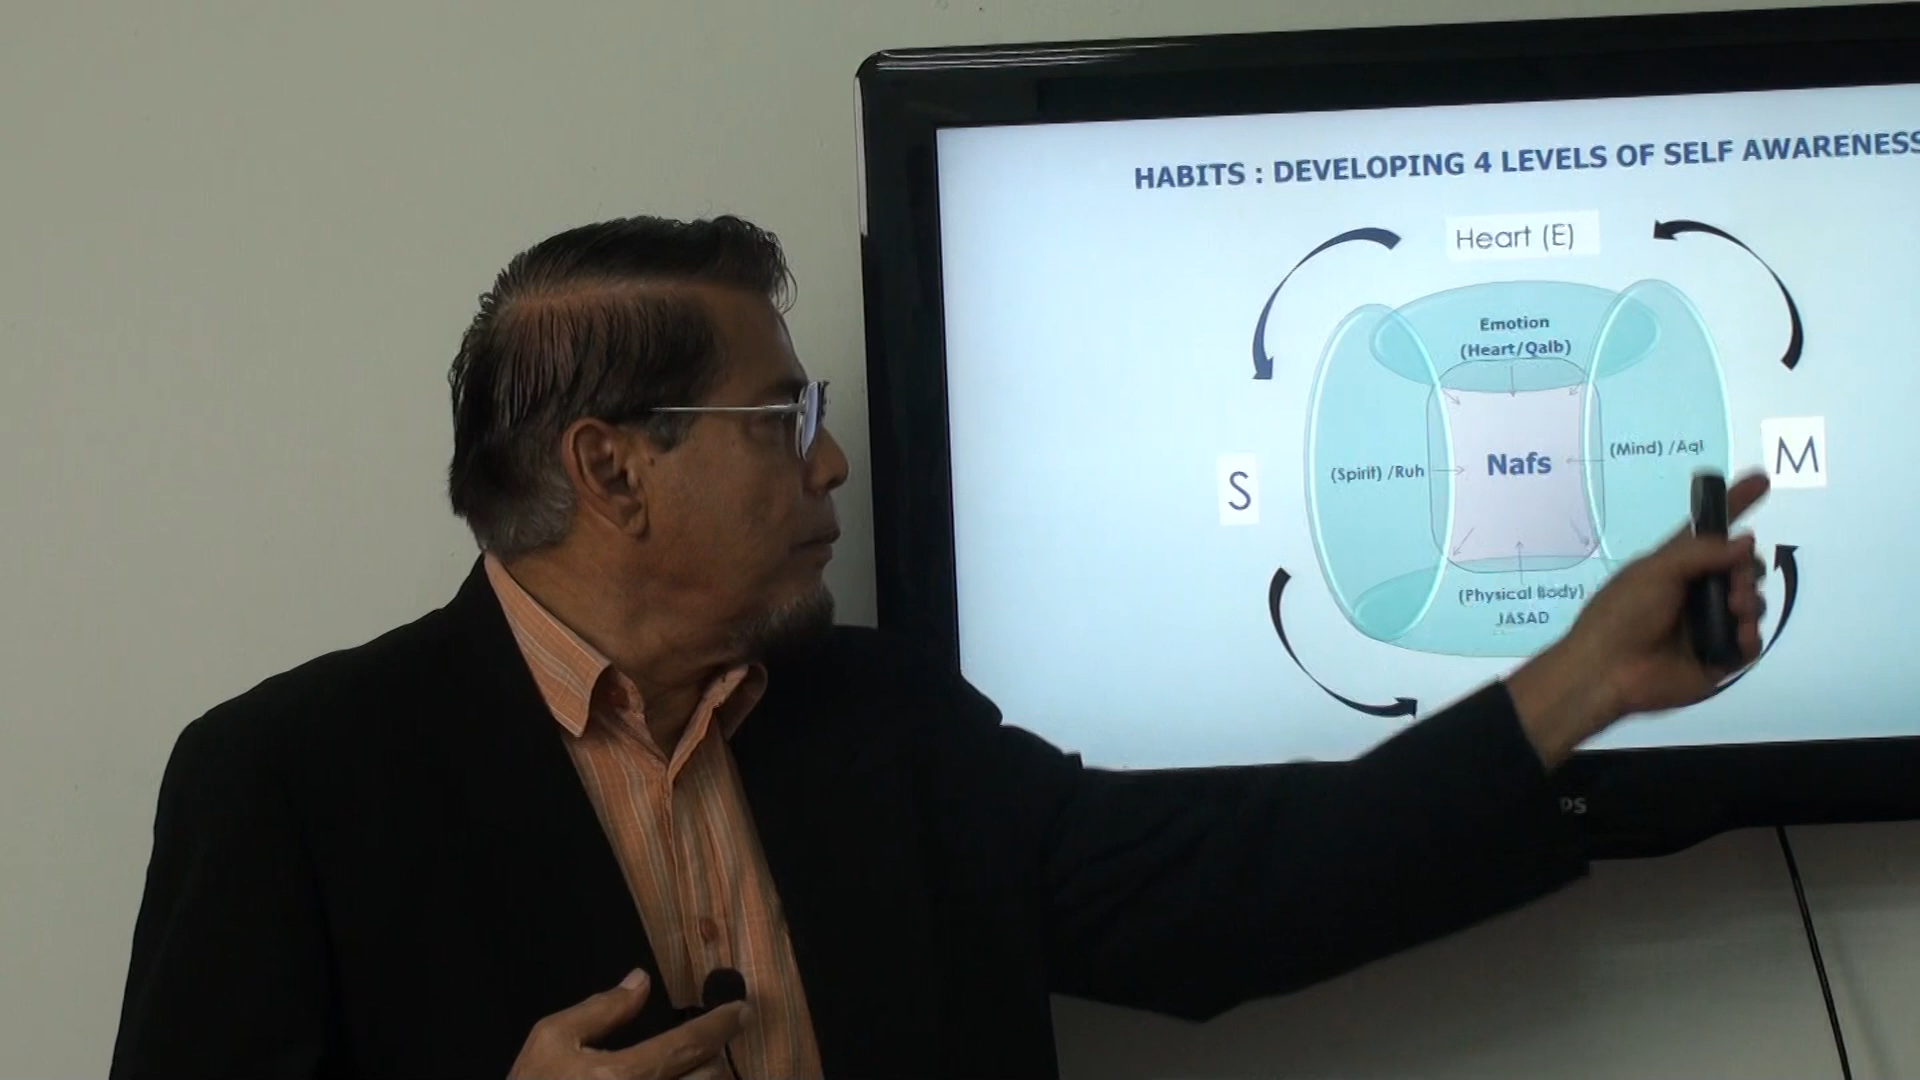 HABITS : DEVELOPING 4 LEVELS OF SELF AWARENESS
Heart (E)
Emotion
(Heart/Qalb)
S
(Spirit) /Ruh
Nafs
(Mind) /Aql
M
(Physical Body)
JASAD